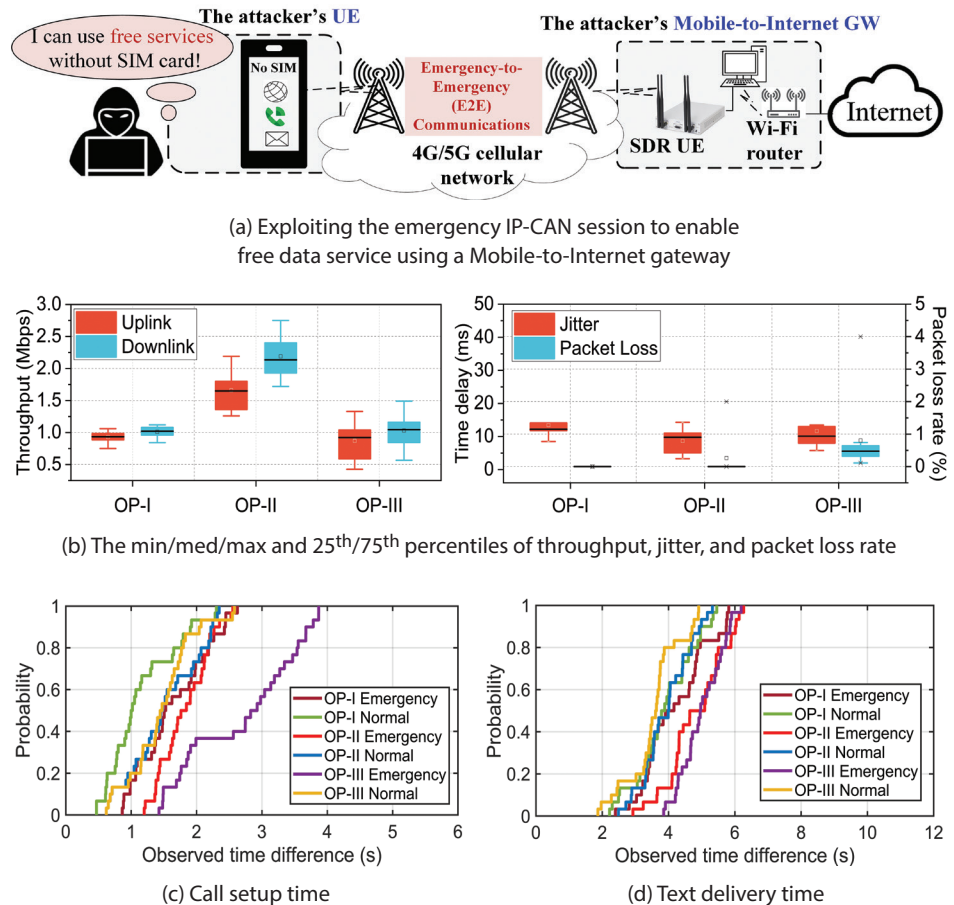 The attacker's UE
The attacker's Mobile-to-Internet GW
I can use free services
without SIM card!
No SIM
Emergency-to-
Emergency
(E2E)
Communications
4G/5G cellular
network
SDR UE
Wi-Fi
router
Internet
(a) Exploiting the emergency IP-CAN session to enable
free data service using a Mobile-to-Internet gateway
Throughput (Mbps)
3.0
2.5
2.0
1.5
1.0
0.5
Uplink
Downlink
OP-I
OP-II
OP-III
Time delay (ms)
50
40
30
20
10
0
Jitter
Packet Loss
5
4
3
2
1
0
Packet loss rate (%)
OP-I
OP-II
OP-III
(b) The min/med/max and 25th/75th percentiles of throughput, jitter, and packet loss rate
Probability
1
0.8
0.6
0.4
0.2
0
OP-I Emergency
OP-I Normal
OP-II Emergency
OP-II Normal
OP-III Emergency
OP-III Normal
0 1 2 3 4 5 6
Observed time difference (s)
(c) Call setup time
Probability
1
0.8
0.6
0.4
0.2
0
OP-I Emergency
OP-I Normal
OP-II Emergency
OP-II Normal
OP-III Emergency
OP-III Normal
0 2 4 6 8 10 12
Observed time difference (s)
(d) Text delivery time